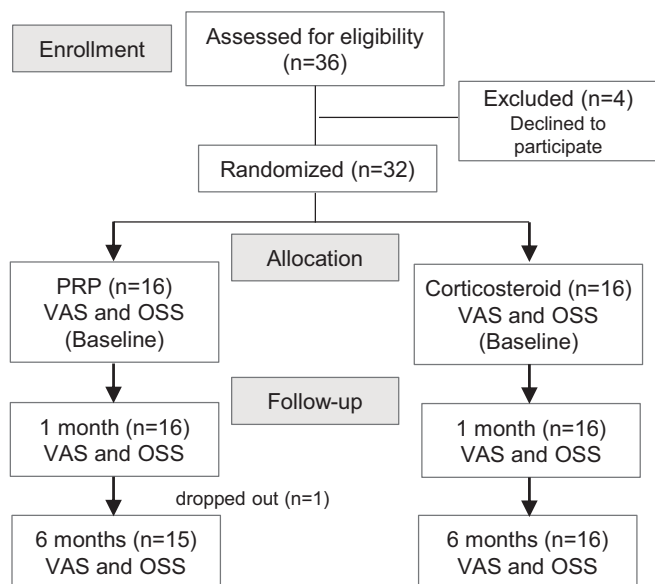 Enrollment
Assessed for eligibility
(n=36)
Excluded (n=4)
Declined to
participate
Randomized (n=32)
Allocation
PRP (n=16)
VAS and OSS
(Baseline)
Corticosteroid (n=16)
VAS and OSS
(Baseline)
Follow-up
1 month (n=16)
VAS and OSS
1 month (n=16)
VAS and OSS
dropped out (n=1)
6 months (n=15)
VAS and OSS
6 months (n=16)
VAS and OSS